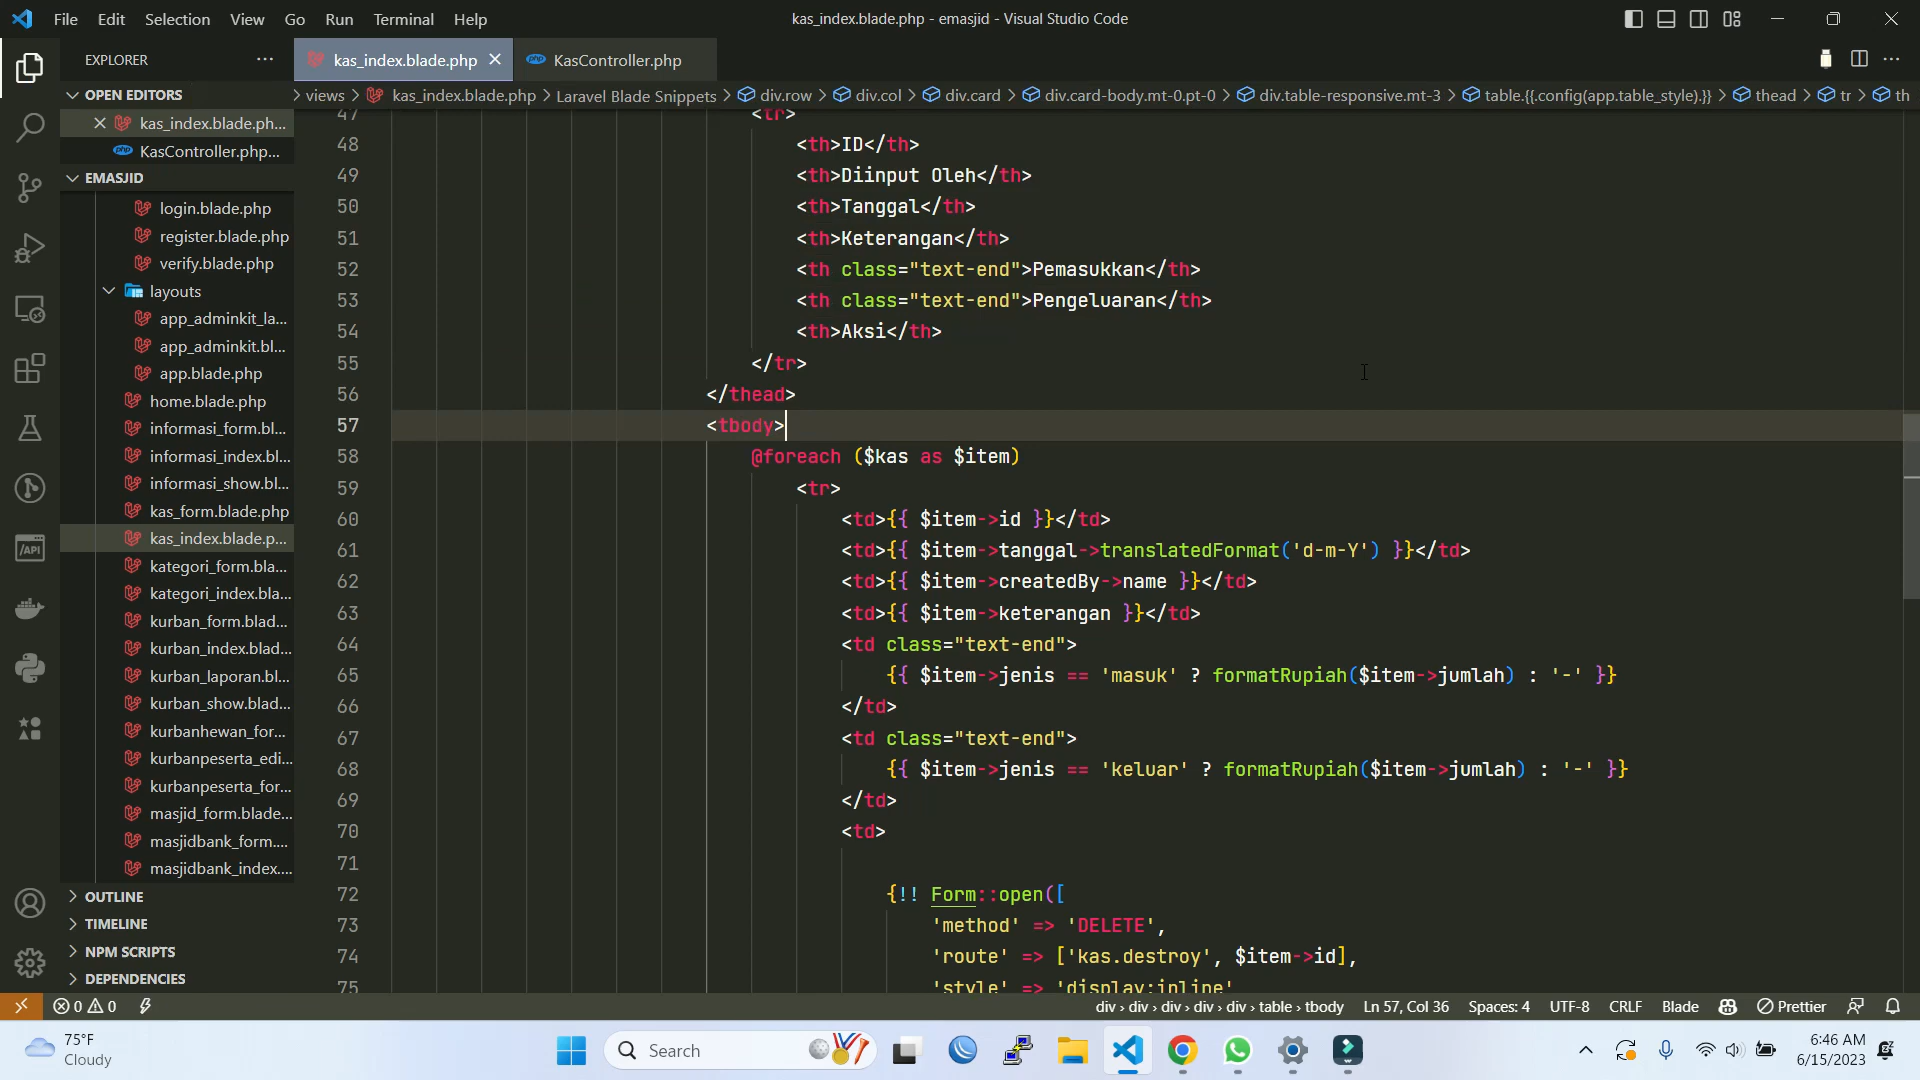 File Edit Selection View Go Run Terminal Help
kas_index.blade.php - emasjid - Visual Studio Code
EXPLORER
kas_index.blade.php
KasController.php
OPEN EDITORS
kas_index.blade.ph...
KasController.php...
EMASJID
login.blade.php
register.blade.php
verify.blade.php
layouts
app_adminkit_la...
app_adminkit.bl...
app.blade.php
home.blade.php
informasi_form.bl...
informasi_index.bl...
informasi_show.bl...
kas_form.blade.php
kas_index.blade.p...
kategori_form.bla...
kategori_index.bla...
kurban_form.blad...
kurban_index.blad...
kurban_laporan.bl...
kurban_show.blad...
kurbanhewan_for...
kurbanpeserta_edi...
kurbanpeserta_for...
masjid_form.blade...
masjidbank_form....
masjidbank_index....
OUTLINE
TIMELINE
NPM SCRIPTS
DEPENDENCIES
views > kas_index.blade.php > Laravel Blade Snippets > div.row > div.col > div.card > div.card-body.mt-0.pt-0 > div.table-responsive.mt-3 > table.{{.config(app.table_style).}} > thead > tr > th
47 <tr>
48 <th>ID</th>
49 <th>Diinput Oleh</th>
50 <th>Tanggal</th>
51 <th>Keterangan</th>
52 <th class="text-end">Pemasukkan</th>
53 <th class="text-end">Pengeluaran</th>
54 <th>Aksi</th>
55 </tr>
56 </thead>
57 <tbody>
58 @foreach ($kas as $item)
59 <tr>
60 <td>{{ $item->id }}</td>
61 <td>{{ $item->tanggal->translatedFormat('d-m-Y') }}</td>
62 <td>{{ $item->createdBy->name }}</td>
63 <td>{{ $item->keterangan }}</td>
64 <td class="text-end">
65 {{ $item->jenis == 'masuk' ? formatRupiah($item->jumlah) : '-' }}
66 </td>
67 <td class="text-end">
68 {{ $item->jenis == 'keluar' ? formatRupiah($item->jumlah) : '-' }}
69 </td>
70 <td>
71
72 {!! Form::open([
73 'method' => 'DELETE',
74 'route' => ['kas.destroy', $item->id],
75 'style' => 'display:inline'
0 0
div > div > div > div > div > table > tbody Ln 57, Col 36 Spaces: 4 UTF-8 CRLF Blade Prettier
75°F
Cloudy
Search
6:46 AM
6/15/2023